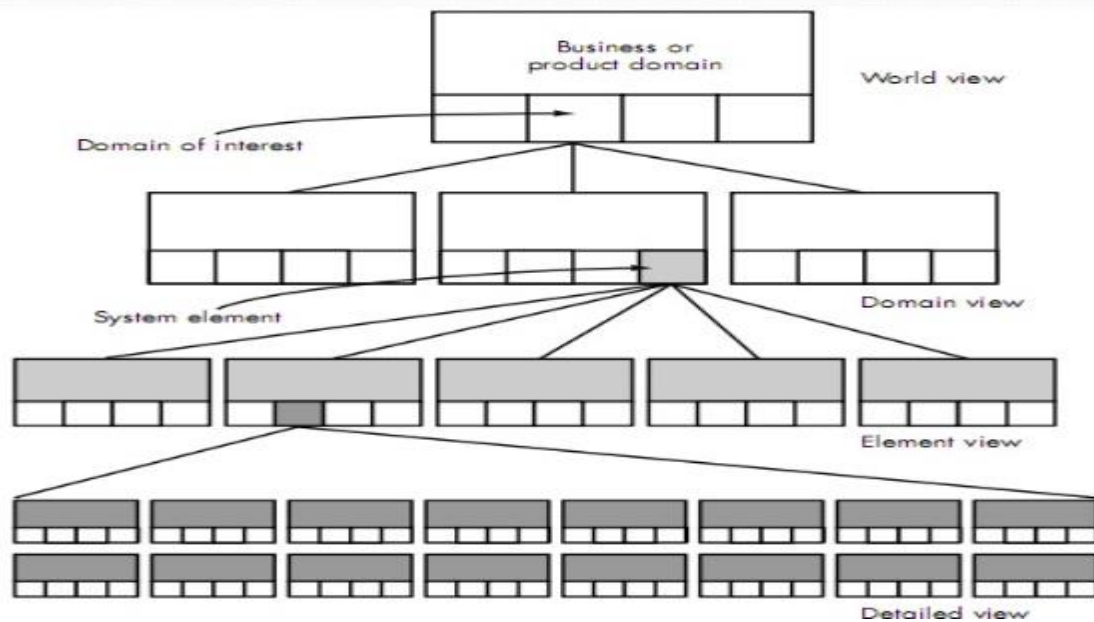 Business or
product domain
World view
Domain of interest
Domain view
System element
Element view
Detailed view